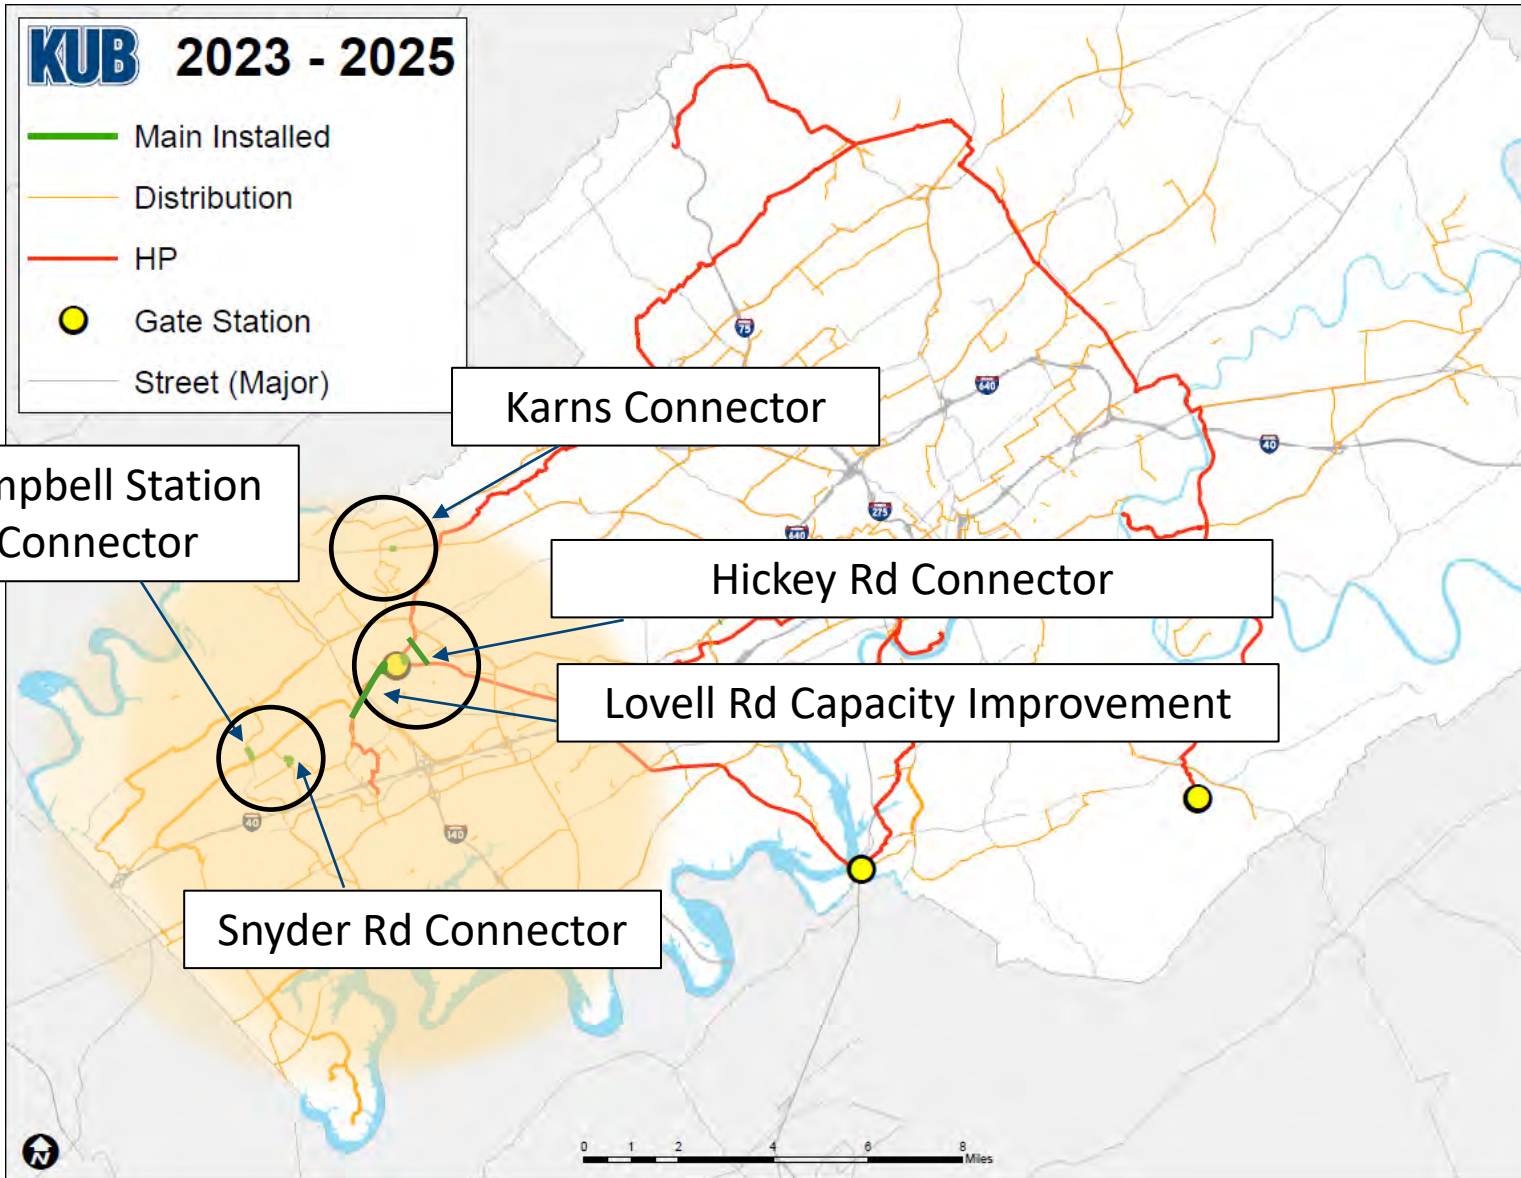 KUB 2023 - 2025
Main Installed
Distribution
HP
Gate Station
Street (Major)
75
640
Karns Connector
40
mpbell Station
Connector
275
640
Hickey Rd Connector
Lovell Rd Capacity Improvement
40
140
Snyder Rd Connector
N
0 1 2 4 6 8
Miles